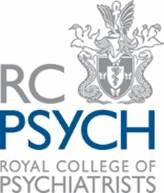 RC
PSYCH
ROYAL COLLEGE OF
PSYCHIATRISTS